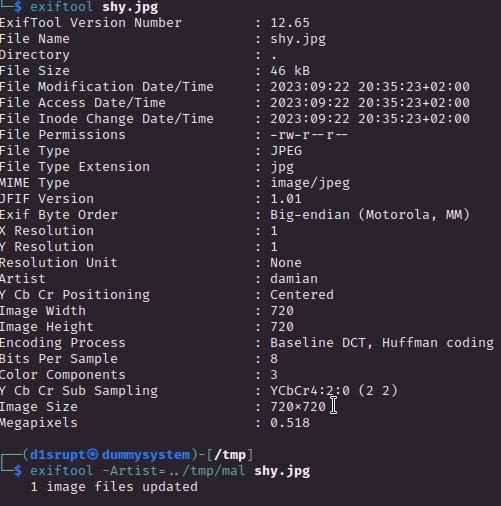 └─$ exiftool shy.jpg
ExifTool Version Number : 12.65
File Name : shy.jpg
Directory : .
File Size : 46 kB
File Modification Date/Time : 2023:09:22 20:35:23+02:00
File Access Date/Time : 2023:09:22 20:35:23+02:00
File Inode Change Date/Time : 2023:09:22 20:35:23+02:00
File Permissions : -rw-r--r--
File Type : JPEG
File Type Extension : jpg
MIME Type : image/jpeg
JFIF Version : 1.01
Exif Byte Order : Big-endian (Motorola, MM)
X Resolution : 1
Y Resolution : 1
Resolution Unit : None
Artist : damian
Y Cb Cr Positioning : Centered
Image Width : 720
Image Height : 720
Encoding Process : Baseline DCT, Huffman coding
Bits Per Sample : 8
Color Components : 3
Y Cb Cr Sub Sampling : YCbCr4:2:0 (2 2)
Image Size : 720×720
Megapixels : 0.518
┌──(d1srupt㉿dummysystem)-[/tmp]
└─$ exiftool -Artist=../tmp/mal shy.jpg
1 image files updated